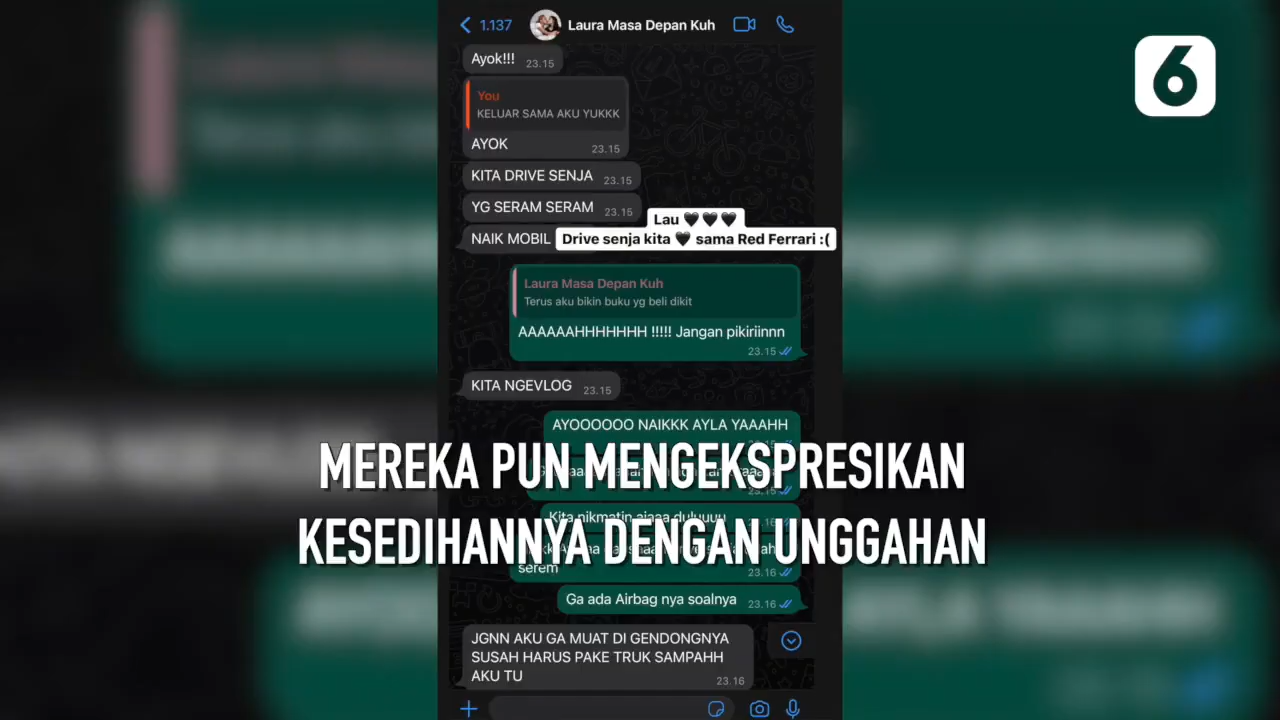 1.137
Laura Masa Depan Kuh
6
Ayok!!! 23.15
You
KELUAR SAMA AKU YUKKK
AYOK 23.15
KITA DRIVE SENJA 23.15
YG SERAM SERAM 23.15
Lau 🖤🖤🖤
NAIK MOBIL
Drive senja kita 🖤 sama Red Ferrari :(
Laura Masa Depan Kuh
Terus aku bikin buku yg beli dikit
AAAAAAHHHHHHH !!!!! Jangan pikiriinnn
23.15
KITA NGEVLOG 23.15
AYOOOOOO NAIKKK AYLA YAAAHH
23.15
MEREKA PUN MENGEKSPRESIKAN
Kita nikmatin ajaaa duluuuu 23.16
KESEDIHANNYA DENGAN UNGGAHAN
serem 23.16
Ga ada Airbag nya soalnya 23.16
JGNN AKU GA MUAT DI GENDONGNYA
SUSAH HARUS PAKE TRUK SAMPAHH
AKU TU 23.16